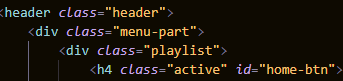 <header class="header">
<div class="menu-part">
<div class="playlist">
<h4 class="active" id="home-btn">